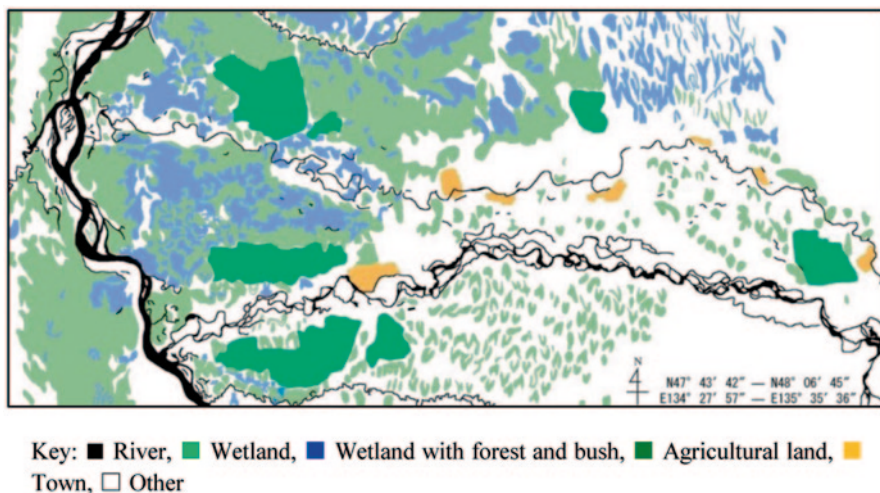 N
N47° 43′ 42″ — N48° 06′ 45″
E134° 27′ 57″ — E135° 35′ 36″
Key: ■ River, ■ Wetland, ■ Wetland with forest and bush, ■ Agricultural land, ■
Town, □ Other